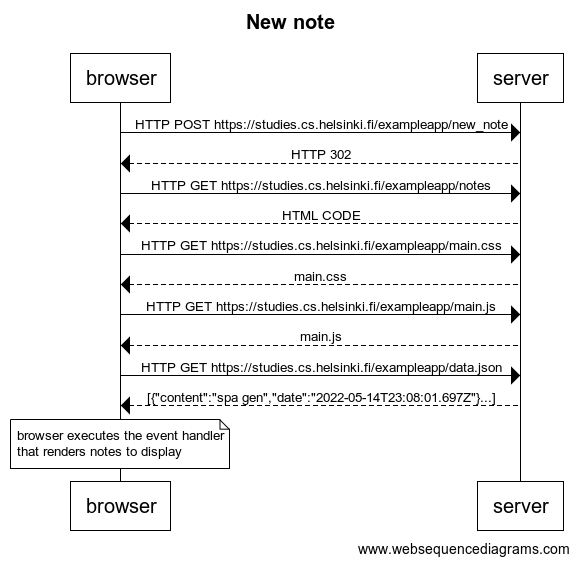 New note
browser
server
HTTP POST https://studies.cs.helsinki.fi/exampleapp/new_note
HTTP 302
HTTP GET https://studies.cs.helsinki.fi/exampleapp/notes
HTML CODE
HTTP GET https://studies.cs.helsinki.fi/exampleapp/main.css
main.css
HTTP GET https://studies.cs.helsinki.fi/exampleapp/main.js
main.js
HTTP GET https://studies.cs.helsinki.fi/exampleapp/data.json
[{"content":"spa gen","date":"2022-05-14T23:08:01.697Z"}...]
browser executes the event handler
that renders notes to display
browser
server
www.websequencediagrams.com